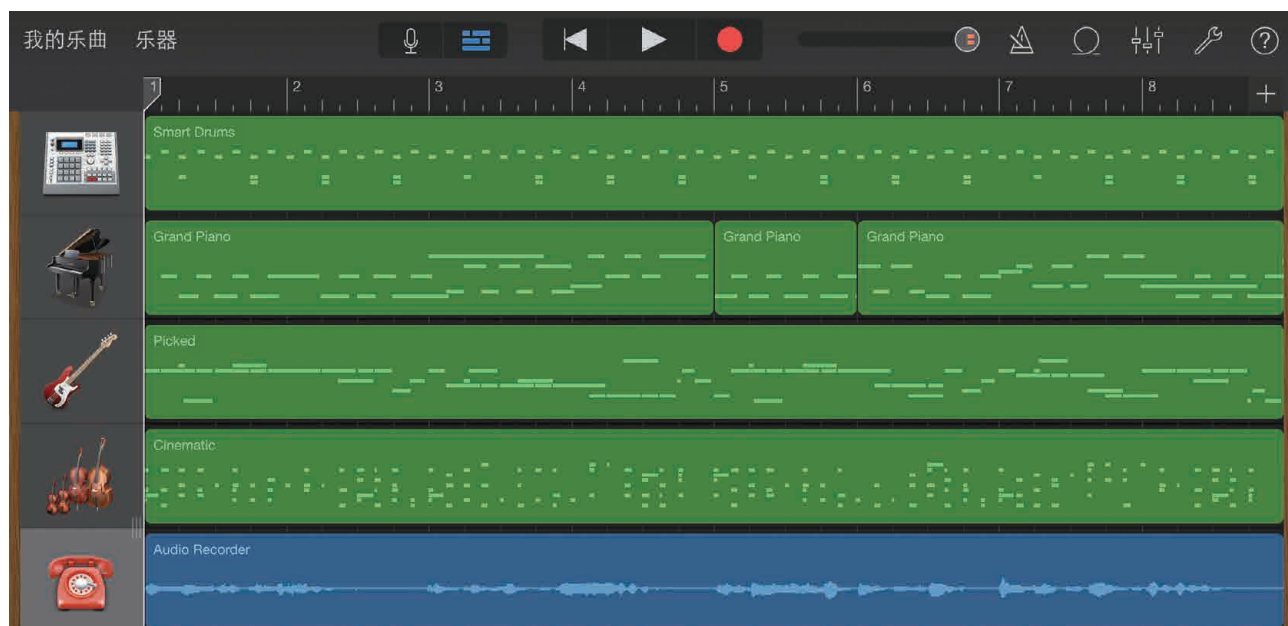 我的乐曲 乐器
1 2 3 4 5 6 7 8 +
Smart Drums
Grand Piano Grand Piano Grand Piano
Picked
Cinematic
Audio Recorder